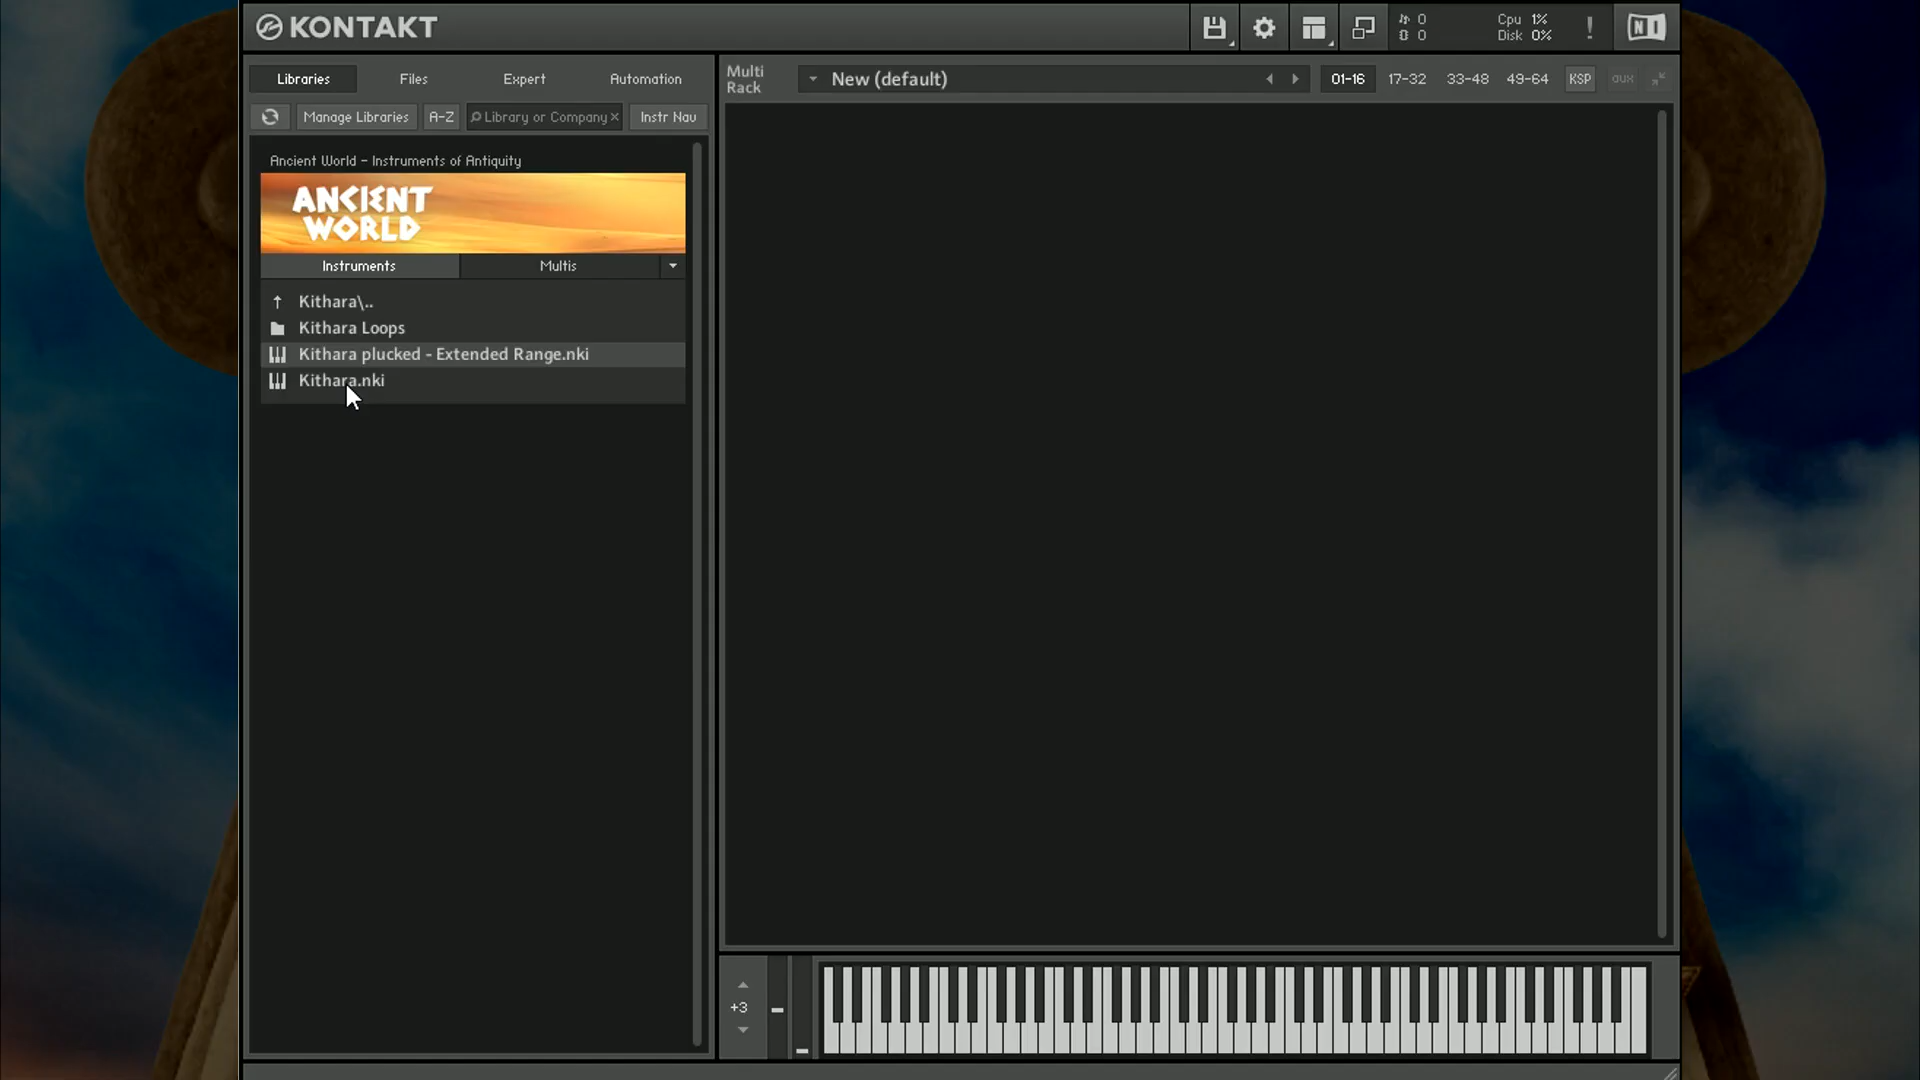 KONTAKT
0
0
Cpu 1%
Disk 0%
!
NI
Libraries
Files
Expert
Automation
Manage Libraries
A-Z
Library or Company
Instr Nav
Multi
Rack
New (default)
01-16
17-32
33-48
49-64
KSP
aux
Ancient World - Instruments of Antiquity
ANCIENT
WORLD
Instruments
Multis
Kithara\..
Kithara Loops
Kithara plucked - Extended Range.nki
Kithara.nki
+3